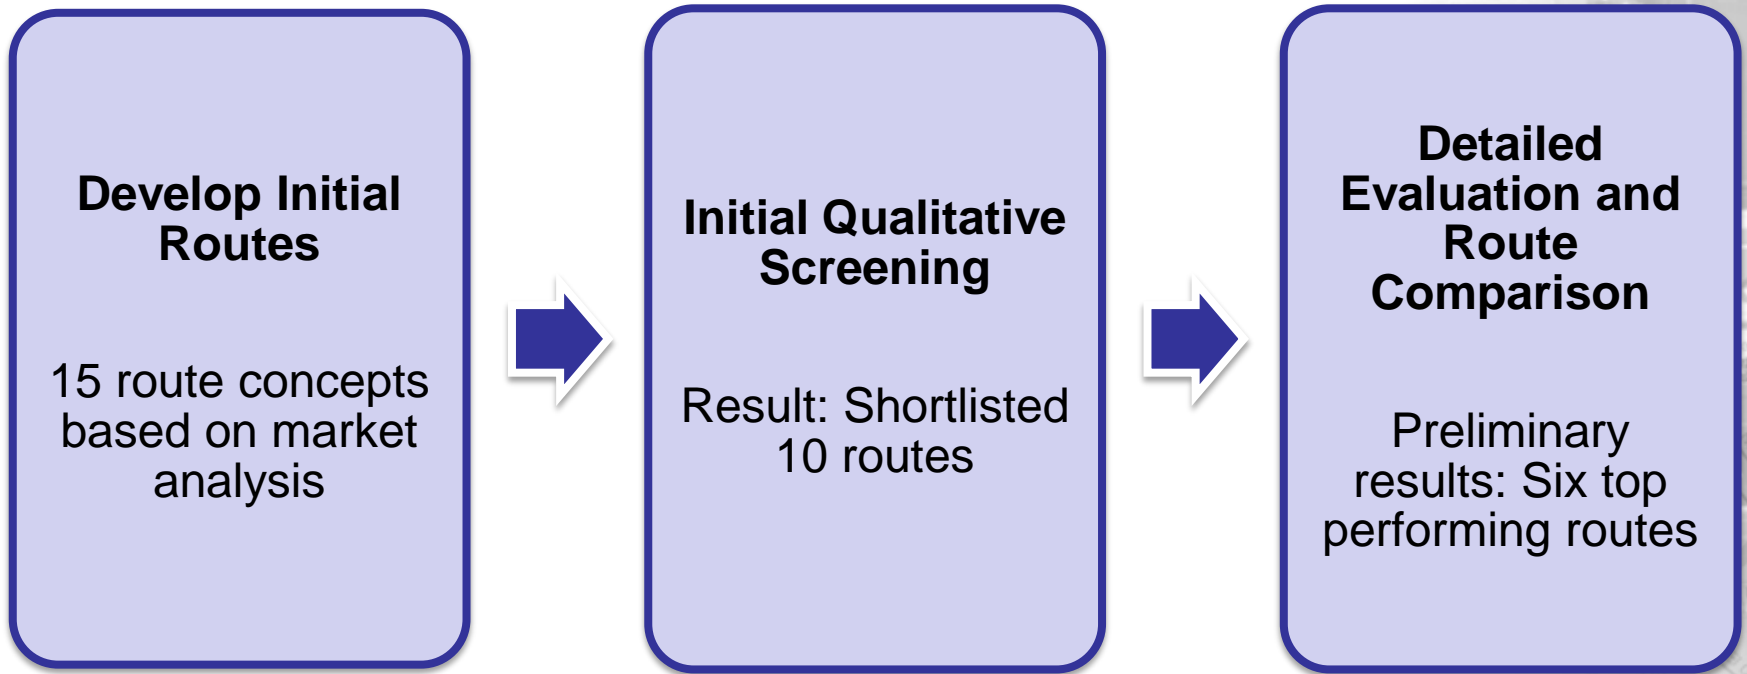 Develop Initial
Routes
15 route concepts
based on market
analysis
Initial Qualitative
Screening
Result: Shortlisted
10 routes
Detailed
Evaluation and
Route
Comparison
Preliminary
results: Six top
performing routes